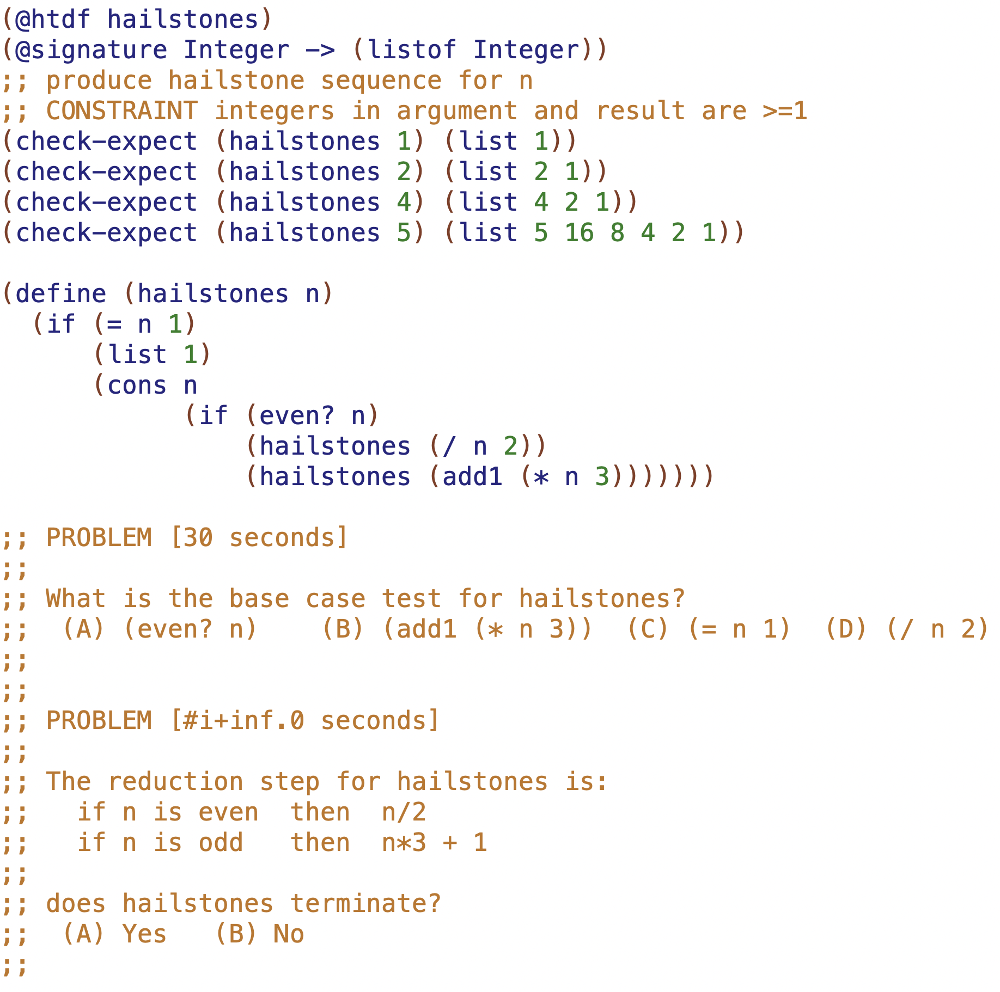 (@htdf hailstones)
(@signature Integer -> (listof Integer))
;; produce hailstone sequence for n
;; CONSTRAINT integers in argument and result are >=1
(check-expect (hailstones 1) (list 1))
(check-expect (hailstones 2) (list 2 1))
(check-expect (hailstones 4) (list 4 2 1))
(check-expect (hailstones 5) (list 5 16 8 4 2 1))

(define (hailstones n)
  (if (= n 1)
      (list 1)
      (cons n
            (if (even? n)
                (hailstones (/ n 2))
                (hailstones (add1 (* n 3)))))))

;; PROBLEM [30 seconds]
;;
;; What is the base case test for hailstones?
;;  (A) (even? n)    (B) (add1 (* n 3))  (C) (= n 1)  (D) (/ n 2)
;;
;;
;; PROBLEM [#i+inf.0 seconds]
;;
;; The reduction step for hailstones is:
;;   if n is even  then  n/2
;;   if n is odd   then  n*3 + 1
;;
;; does hailstones terminate?
;;  (A) Yes   (B) No
;;